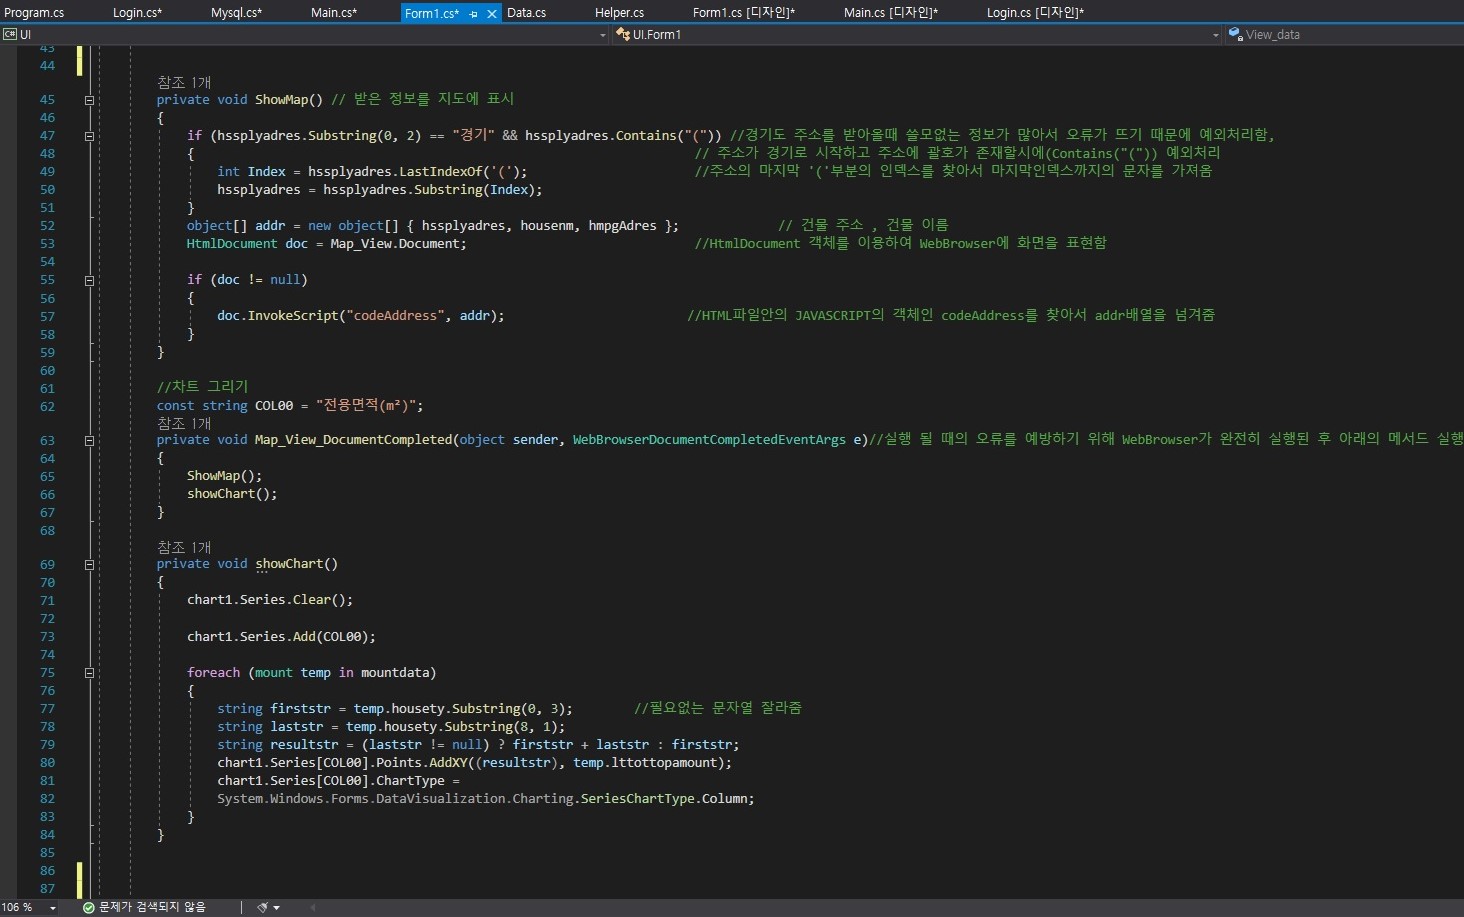 Program.cs Login.cs* Mysql.cs* Main.cs* Form1.cs* Data.cs Helper.cs Form1.cs [디자인]* Main.cs [디자인]* Login.cs [디자인]*
C# UI UI.Form1 View_data
43
44
참조 1개
45 private void ShowMap() // 받은 정보를 지도에 표시
46 {
47 if (hssplyadres.Substring(0, 2) == "경기" && hssplyadres.Contains("(")) //경기도 주소를 받아올때 쓸모없는 정보가 많아서 오류가 뜨기 때문에 예외처리함,
48 { // 주소가 경기로 시작하고 주소에 괄호가 존재할시에(Contains("(")) 예외처리
49 int Index = hssplyadres.LastIndexOf('('); //주소의 마지막 '('부분의 인덱스를 찾아서 마지막인덱스까지의 문자를 가져옴
50 hssplyadres = hssplyadres.Substring(Index);
51 }
52 object[] addr = new object[] { hssplyadres, housenm, hmpgAdres }; // 건물 주소 , 건물 이름
53 HtmlDocument doc = Map_View.Document; //HtmlDocument 객체를 이용하여 WebBrowser에 화면을 표현함
54
55 if (doc != null)
56 {
57 doc.InvokeScript("codeAddress", addr); //HTML파일안의 JAVASCRIPT의 객체인 codeAddress를 찾아서 addr배열을 넘겨줌
58 }
59 }
60
61 //차트 그리기
62 const string COL00 = "전용면적(m²)";
참조 1개
63 private void Map_View_DocumentCompleted(object sender, WebBrowserDocumentCompletedEventArgs e)//실행 될 때의 오류를 예방하기 위해 WebBrowser가 완전히 실행된 후 아래의 메서드 실행
64 {
65 ShowMap();
66 showChart();
67 }
68
참조 1개
69 private void showChart()
70 {
71 chart1.Series.Clear();
72
73 chart1.Series.Add(COL00);
74
75 foreach (mount temp in mountdata)
76 {
77 string firststr = temp.housety.Substring(0, 3); //필요없는 문자열 잘라줌
78 string laststr = temp.housety.Substring(8, 1);
79 string resultstr = (laststr != null) ? firststr + laststr : firststr;
80 chart1.Series[COL00].Points.AddXY((resultstr), temp.lttottopamount);
81 chart1.Series[COL00].ChartType =
82 System.Windows.Forms.DataVisualization.Charting.SeriesChartType.Column;
83 }
84 }
85
86
87
106 % 문제가 검색되지 않음